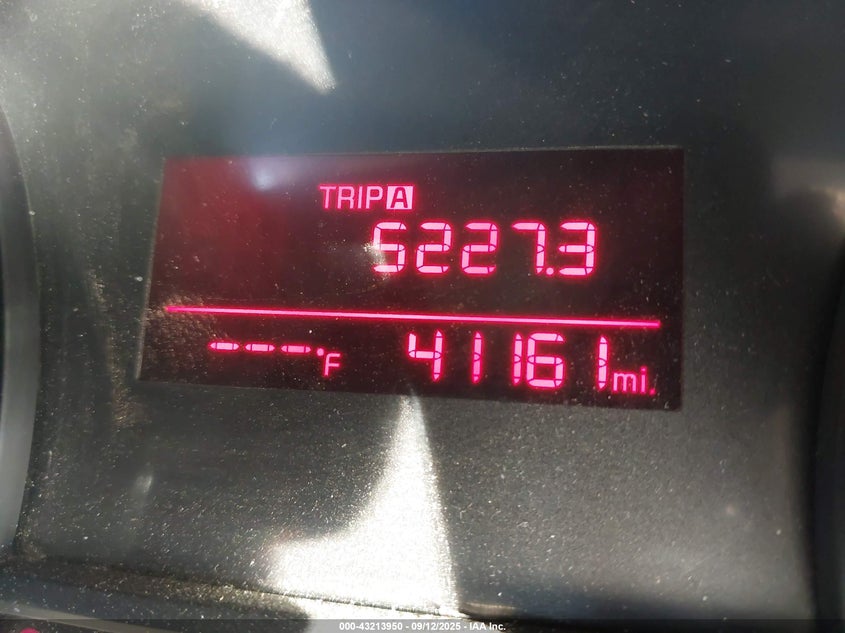 TRIP A
5227.3
---°F 41161 mi.
000-43213950 - 09/12/2025 - IAA Inc.